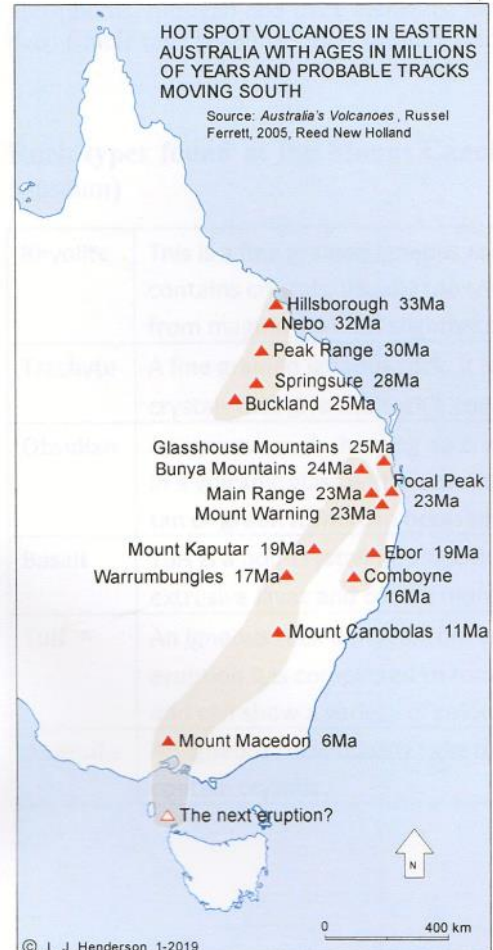 HOT SPOT VOLCANOES IN EASTERN
AUSTRALIA WITH AGES IN MILLIONS
OF YEARS AND PROBABLE TRACKS
MOVING SOUTH
Source: Australia's Volcanoes, Russel
Ferrett, 2005, Reed New Holland
Hillsborough 33Ma
Nebo 32Ma
Peak Range 30Ma
Springsure 28Ma
Buckland 25Ma
Glasshouse Mountains 25Ma
Bunya Mountains 24Ma
Focal Peak
23Ma
Main Range 23Ma
Mount Warning 23Ma
Mount Kaputar 19Ma
Ebor 19Ma
Warrumbungles 17Ma
Comboyne
16Ma
Mount Canobolas 11Ma
Mount Macedon 6Ma
The next eruption?
N
0 400 km
© L. J. Henderson 1-2019